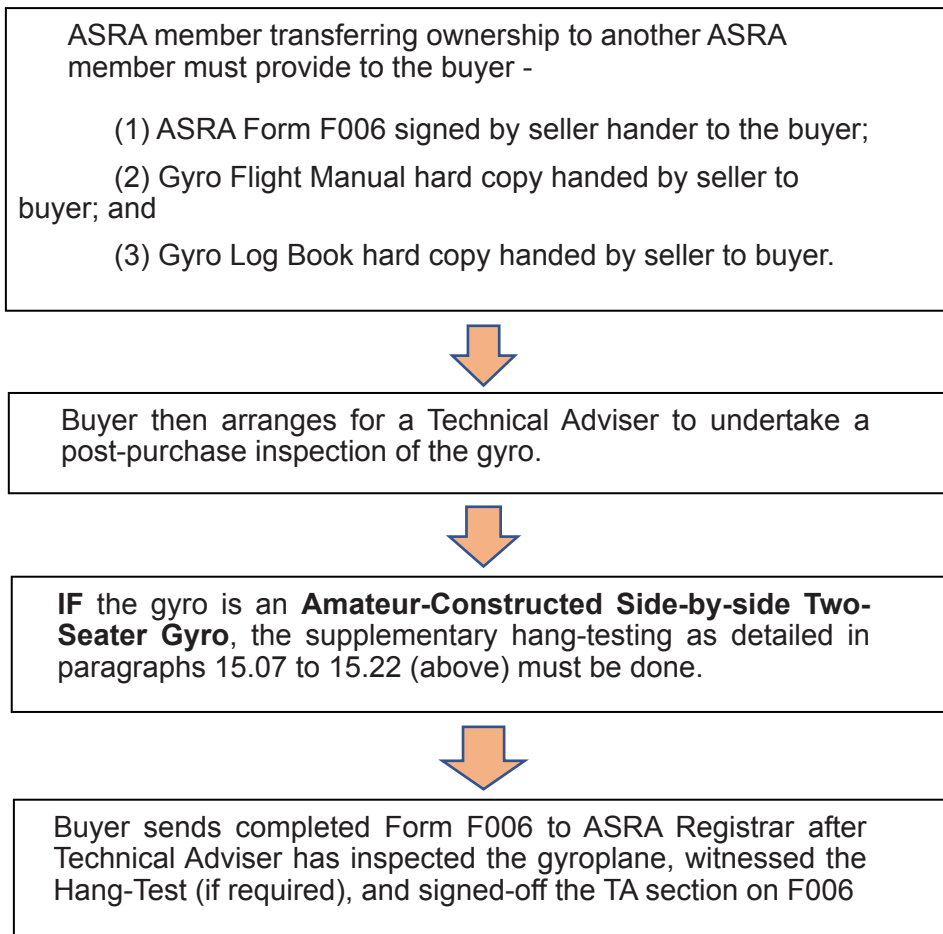 ASRA member transferring ownership to another ASRA
member must provide to the buyer -
(1) ASRA Form F006 signed by seller hander to the buyer;
(2) Gyro Flight Manual hard copy handed by seller to
buyer; and
(3) Gyro Log Book hard copy handed by seller to buyer.
Buyer then arranges for a Technical Adviser to undertake a
post-purchase inspection of the gyro.
IF the gyro is an Amateur-Constructed Side-by-side Two-
Seater Gyro, the supplementary hang-testing as detailed in
paragraphs 15.07 to 15.22 (above) must be done.
Buyer sends completed Form F006 to ASRA Registrar after
Technical Adviser has inspected the gyroplane, witnessed the
Hang-Test (if required), and signed-off the TA section on F006